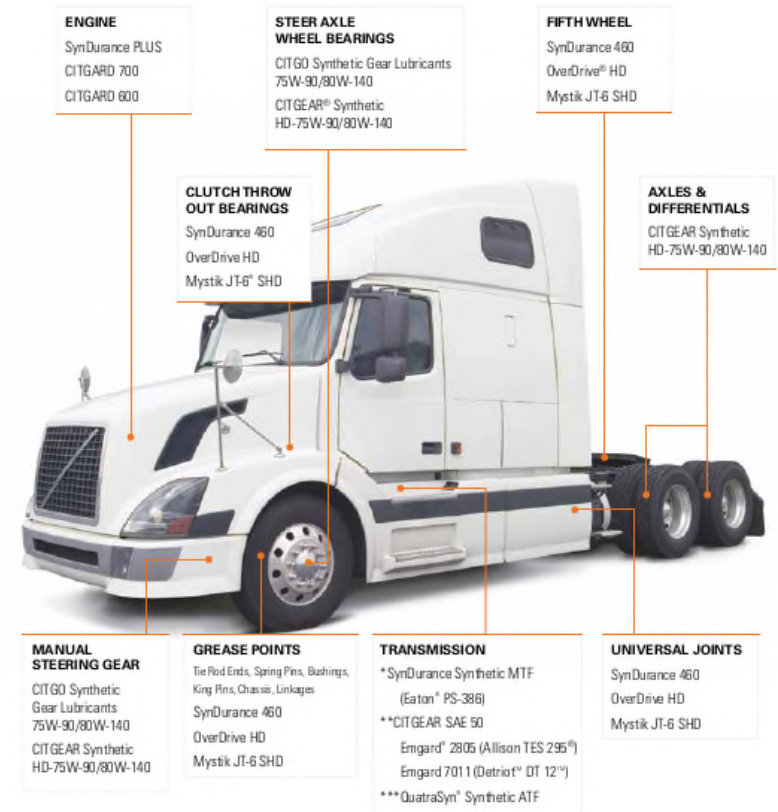 ENGINE
SynDurance PLUS
CITGARD 700
CITGARD 600
STEER AXLE
WHEEL BEARINGS
CITGO Synthetic Gear Lubricants
75W-90/80W-140
CITGEAR® Synthetic
HD-75W-90/80W-140
FIFTH WHEEL
SynDurance 460
OverDrive® HD
Mystik JT-6 SHD
CLUTCH THROW
OUT BEARINGS
SynDurance 460
OverDrive HD
Mystik JT-6® SHD
AXLES &
DIFFERENTIALS
CITGEAR Synthetic
HD-75W-90/80W-140
MANUAL
STEERING GEAR
CITGO Synthetic
Gear Lubricants
75W-90/80W-140
CITGEAR Synthetic
HD-75W-90/80W-140
GREASE POINTS
Tie Rod Ends, Spring Pins, Bushings,
King Pins, Chassis, Linkages
SynDurance 460
OverDrive HD
Mystik JT-6 SHD
TRANSMISSION
*SynDurance Synthetic MTF
(Eaton® PS-386)
**CITGEAR SAE 50
Emgard® 2805 (Allison TES 295®)
Emgard 7011 (Detriot™ DT 12™)
***QuatraSyn® Synthetic ATF
UNIVERSAL JOINTS
SynDurance 460
OverDrive HD
Mystik JT-6 SHD